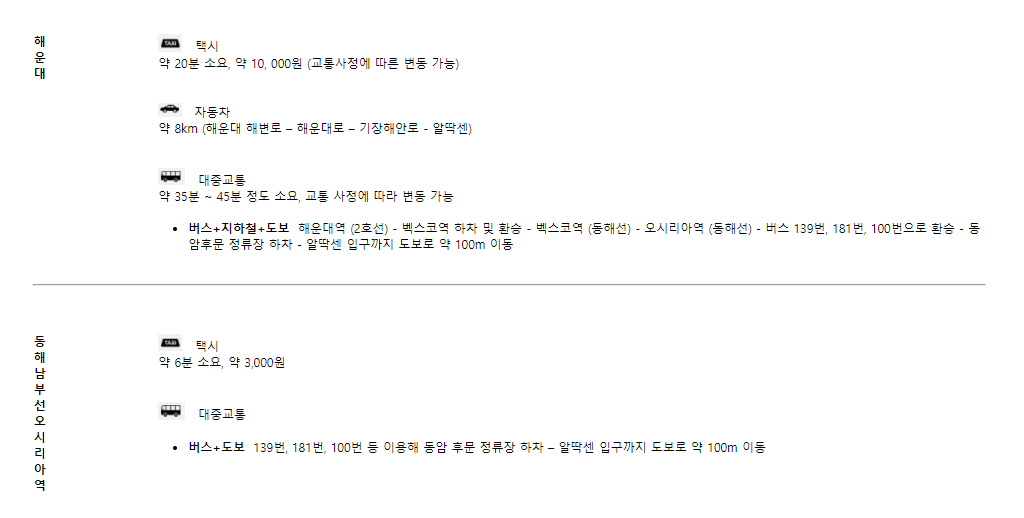 해운대
TAXI 택시
약 20분 소요, 약 10, 000원 (교통사정에 따른 변동 가능)
자동차
약 8km (해운대 해변로 – 해운대로 – 기장해안로 - 알딱센)
대중교통
약 35분 ~ 45분 정도 소요, 교통 사정에 따라 변동 가능
• 버스+지하철+도보 해운대역 (2호선) - 벡스코역 하차 및 환승 - 벡스코역 (동해선) - 오시리아역 (동해선) - 버스 139번, 181번, 100번으로 환승 - 동
암후문 정류장 하차 - 알딱센 입구까지 도보로 약 100m 이동
동해남부선오시리아역
TAXI 택시
약 6분 소요, 약 3,000원
대중교통
• 버스+도보 139번, 181번, 100번 등 이용해 동암 후문 정류장 하차 – 알딱센 입구까지 도보로 약 100m 이동